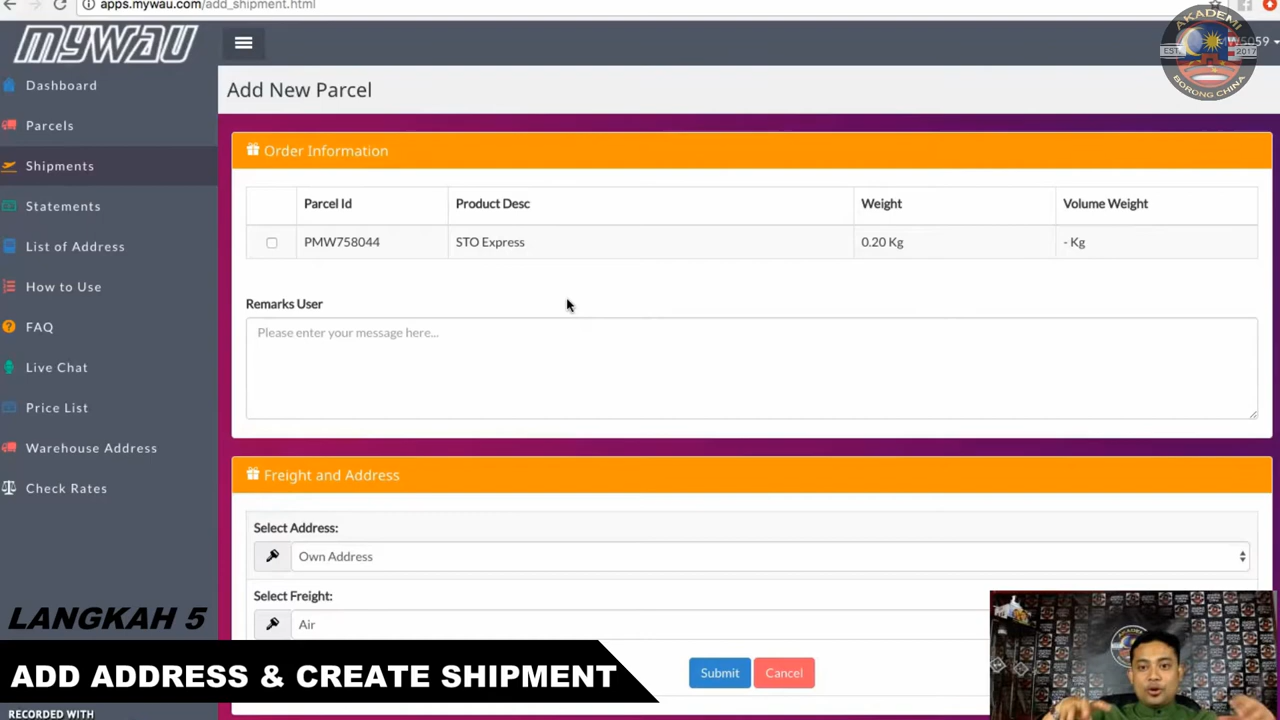 apps.mywau.com/add_shipment.html
MYWAU
AKADEMI
EST. 2017
BORONG CHINA
Dashboard
Parcels
Shipments
Statements
List of Address
How to Use
FAQ
Live Chat
Price List
Warehouse Address
Check Rates
Add New Parcel
Order Information
Parcel Id Product Desc Weight Volume Weight
PMW758044 STO Express 0.20 Kg - Kg
Remarks User
Please enter your message here...
Freight and Address
Select Address:
Own Address
Select Freight:
Air
Submit Cancel
LANGKAH 5
ADD ADDRESS & CREATE SHIPMENT
RECORDED WITH